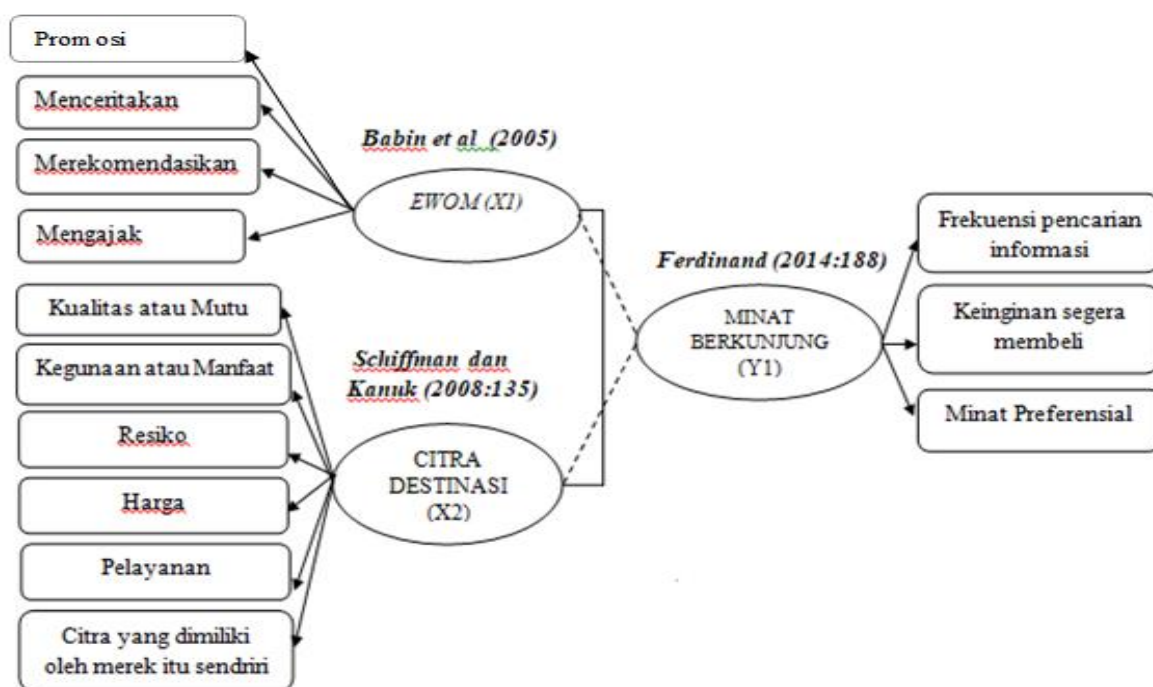 Prom osi
Menceritakan
Merekomendasikan
Mengajak
Kualitas atau Mutu
Kegunaan atau Manfaat
Resiko
Harga
Pelayanan
Citra yang dimiliki
oleh merek itu sendriri
Babin et al (2005)
EWOM (X1)
Schiffman dan
Kanuk (2008:135)
CITRA
DESTINASI
(X2)
Ferdinand (2014:188)
MINAT
BERKUNJUNG
(Y1)
Frekuensi pencarian
informasi
Keinginan segera
membeli
Minat Preferensial